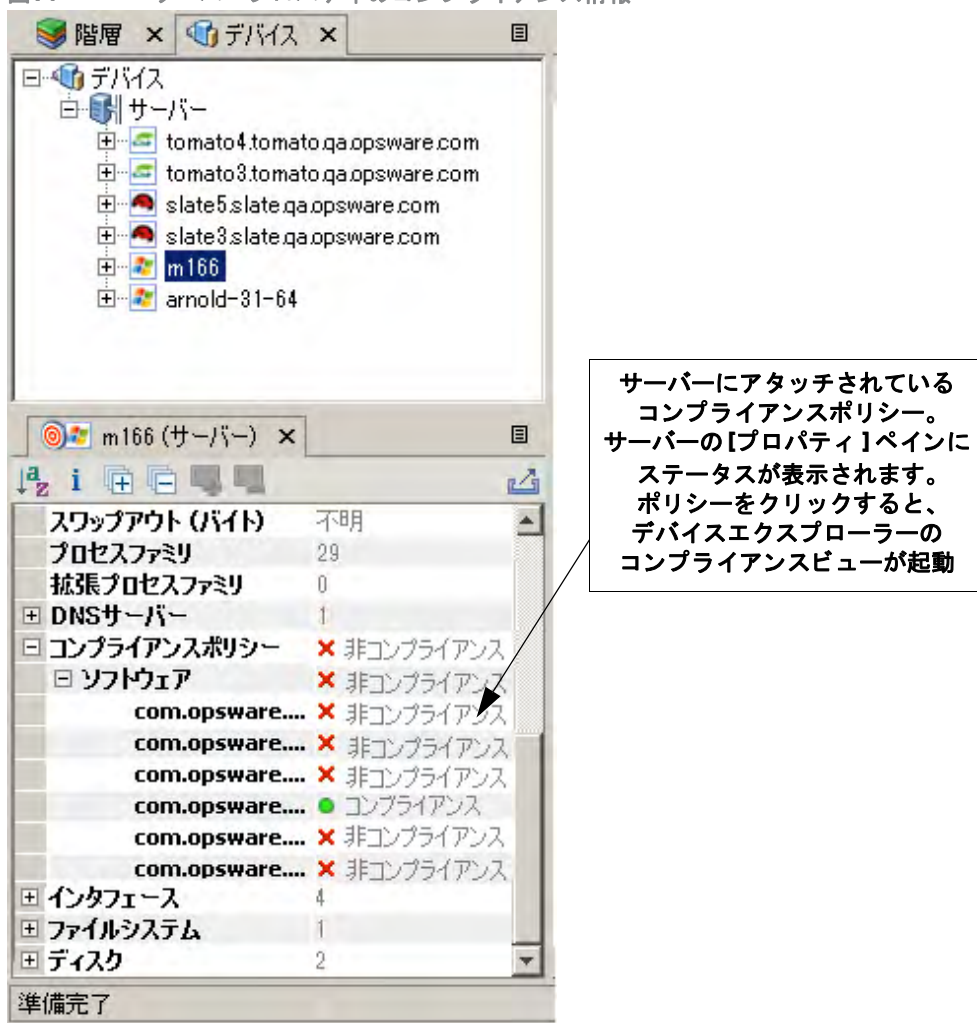 階層 デバイス
デバイス
サーバー
tomato4.tomato.qa.opsware.com
tomato3.tomato.qa.opsware.com
slate5.slate.qa.opsware.com
slate3.slate.qa.opsware.com
m166
arnold-31-64
サーバーにアタッチされている
コンプライアンスポリシー。
サーバーの[プロパティ]ペインに
ステータスが表示されます。
ポリシーをクリックすると、
デバイスエクスプローラーの
コンプライアンスビューが起動
m166 (サーバー)
スワップアウト (バイト) 不明
プロセスファミリ 29
拡張プロセスファミリ 0
DNSサーバー 1
コンプライアンスポリシー 非コンプライアンス
ソフトウェア 非コンプライアンス
com.opsware.... 非コンプライアンス
com.opsware.... 非コンプライアンス
com.opsware.... 非コンプライアンス
com.opsware.... コンプライアンス
com.opsware.... 非コンプライアンス
com.opsware.... 非コンプライアンス
インタフェース 4
ファイルシステム 1
ディスク 2
準備完了